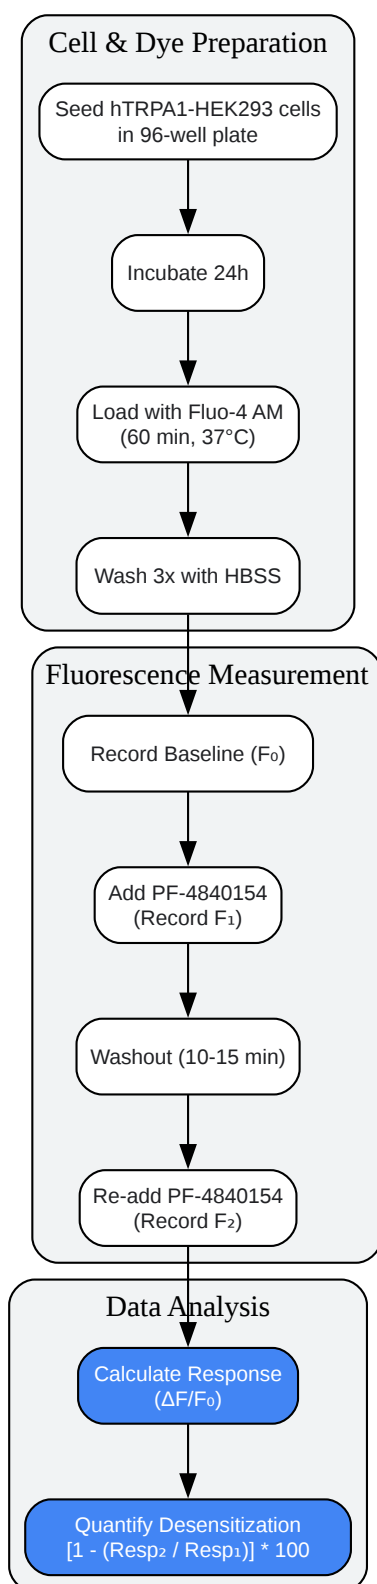 Cell & Dye Preparation
Seed hTRPA1-HEK293 cells
in 96-well plate
Incubate 24h
Load with Fluo-4 AM
(60 min, 37°C)
Wash 3x with HBSS
Fluorescence Measurement
Record Baseline (F₀)
Add PF-4840154
(Record F₁)
Washout (10-15 min)
Re-add PF-4840154
(Record F₂)
Data Analysis
Calculate Response
(ΔF/F₀)
Quantify Desensitization
[1 - (Resp₂ / Resp₁)] * 100